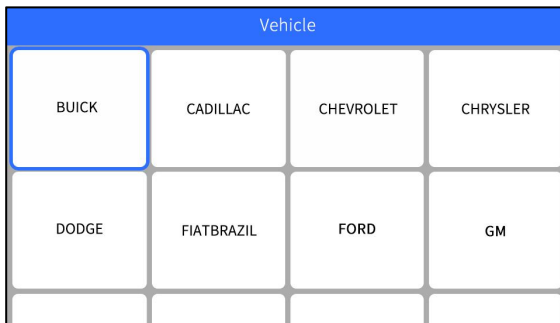 Vehicle
BUICK
CADILLAC
CHEVROLET
CHRYSLER
DODGE
FIATBRAZIL
FORD
GM